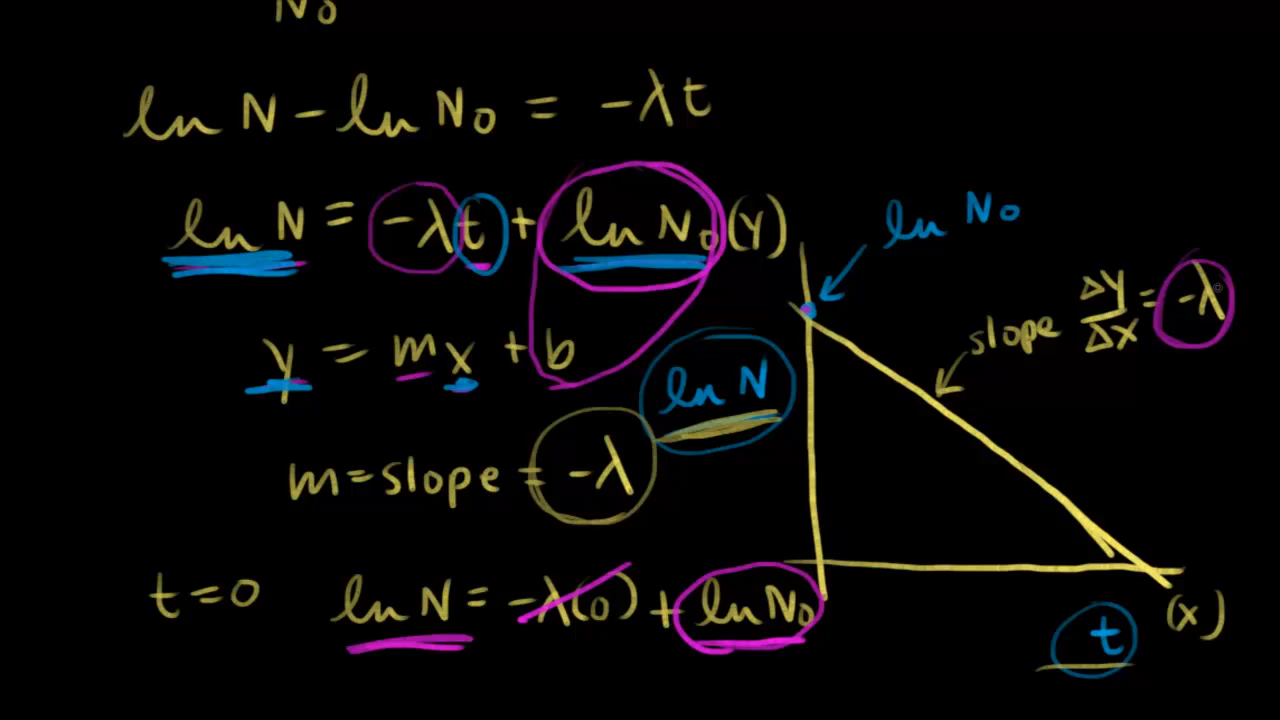 N₀
ln N - ln N₀ = -λt
ln N = -λt + ln N₀
(y)
ln N₀
slope Δy/Δx = -λ
y = mx + b
ln N
m = slope = -λ
t = 0 ln N = -λ(0) + ln N₀
(x)
t